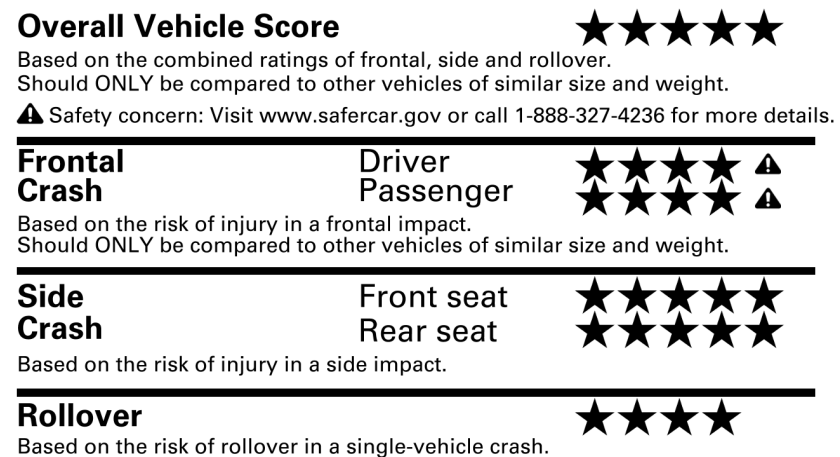 Overall Vehicle Score ★★★★★
Based on the combined ratings of frontal, side and rollover.
Should ONLY be compared to other vehicles of similar size and weight.
⚠ Safety concern: Visit www.safercar.gov or call 1-888-327-4236 for more details.
Frontal Driver ★★★★ ⚠
Crash Passenger ★★★★ ⚠
Based on the risk of injury in a frontal impact.
Should ONLY be compared to other vehicles of similar size and weight.
Side Front seat ★★★★★
Crash Rear seat ★★★★★
Based on the risk of injury in a side impact.
Rollover ★★★★
Based on the risk of rollover in a single-vehicle crash.